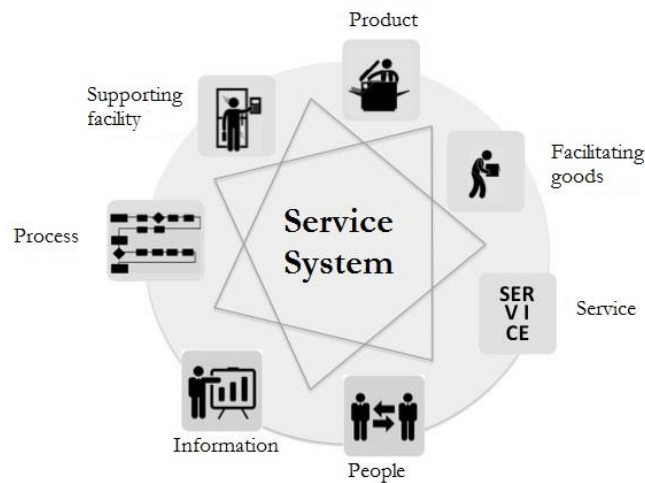 Product
Supporting
facility
Facilitating
goods
Service
System
Process
SER
V I
CE
Service
Information
People